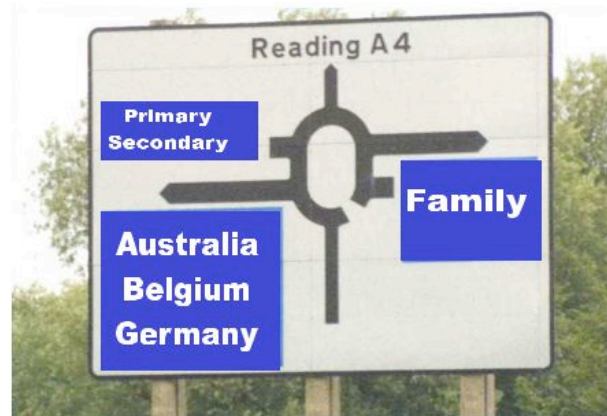 Reading A4
Primary
Secondary
Family
Australia
Belgium
Germany